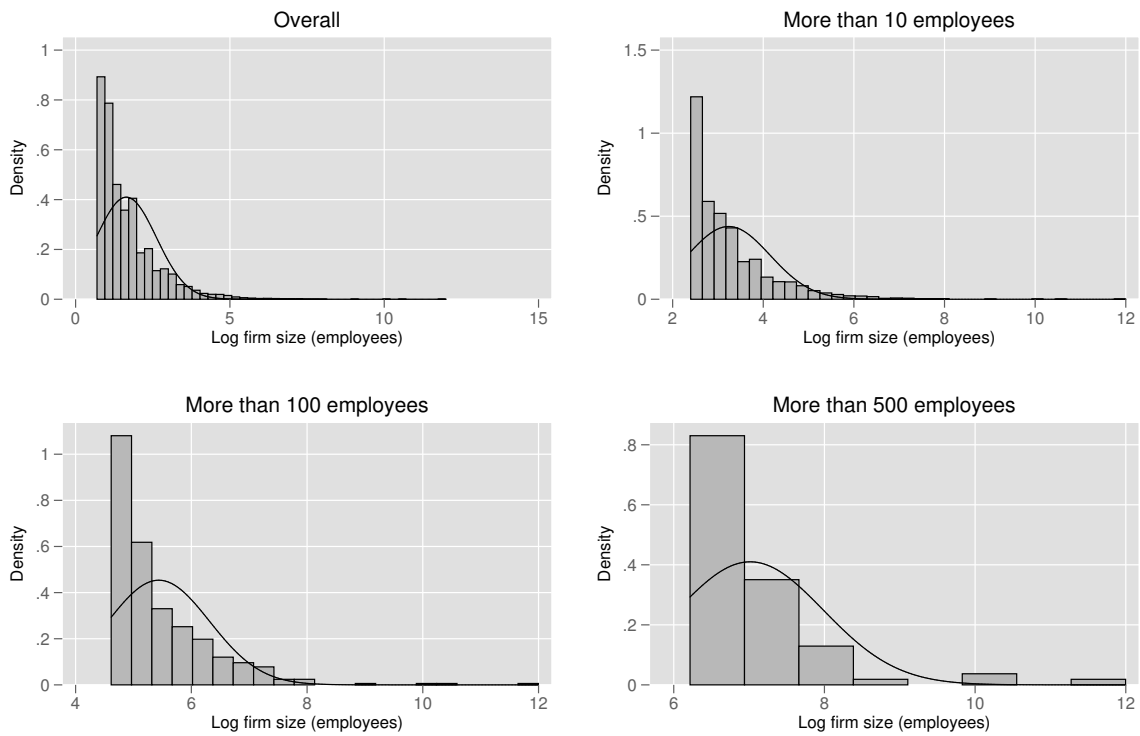 Overall
1
.8
.6
.4
.2
0
Density
0 5 10 15
Log firm size (employees)
More than 10 employees
1.5
1
.5
0
Density
2 4 6 8 10 12
Log firm size (employees)
More than 100 employees
1
.8
.6
.4
.2
0
Density
4 6 8 10 12
Log firm size (employees)
More than 500 employees
.8
.6
.4
.2
0
Density
6 8 10 12
Log firm size (employees)